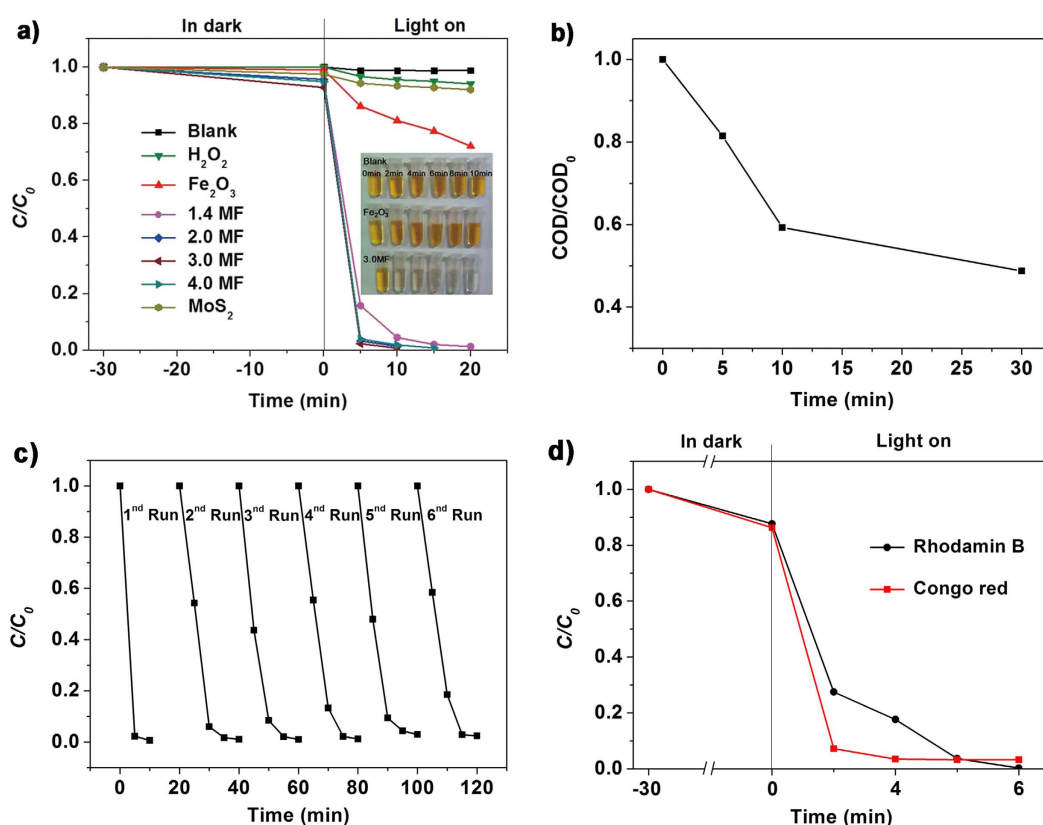 a)
In dark
Light on
C/C0
1.0
0.8
0.6
0.4
0.2
0.0
Blank
H2O2
Fe2O3
1.4 MF
2.0 MF
3.0 MF
4.0 MF
MoS2
Blank
0min 2min 4min 6min 8min 10min
Fe2O3
3.0MF
-30 -20 -10 0 10 20
Time (min)
b)
COD/COD0
1.0
0.8
0.6
0.4
0 5 10 15 20 25 30
Time (min)
c)
C/C0
1.0
0.8
0.6
0.4
0.2
0.0
1nd Run 2nd Run 3nd Run 4nd Run 5nd Run 6nd Run
0 20 40 60 80 100 120
Time (min)
d)
In dark
Light on
C/C0
1.0
0.8
0.6
0.4
0.2
0.0
Rhodamin B
Congo red
-30 0 4 6
Time (min)